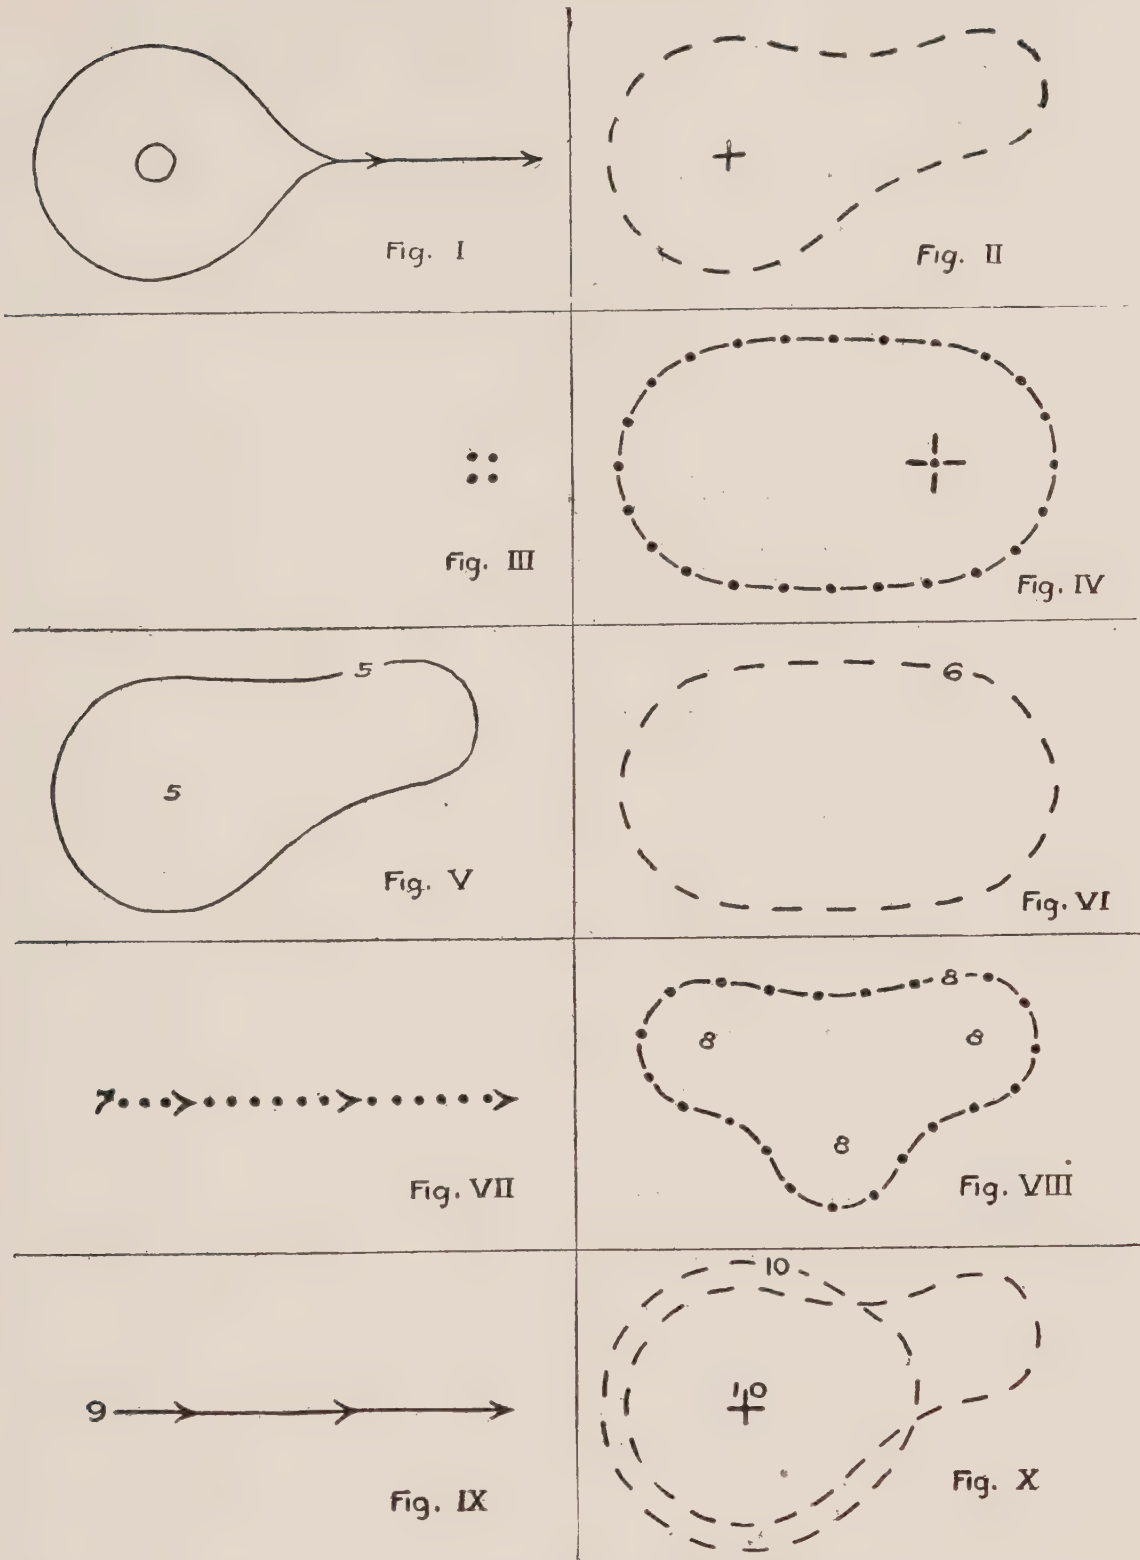 Fig. I
Fig. II
Fig. III
Fig. IV
5
5
Fig. V
6
Fig. VI
7
Fig. VII
8
8
8
8
Fig. VIII
9
Fig. IX
10
10
Fig. X